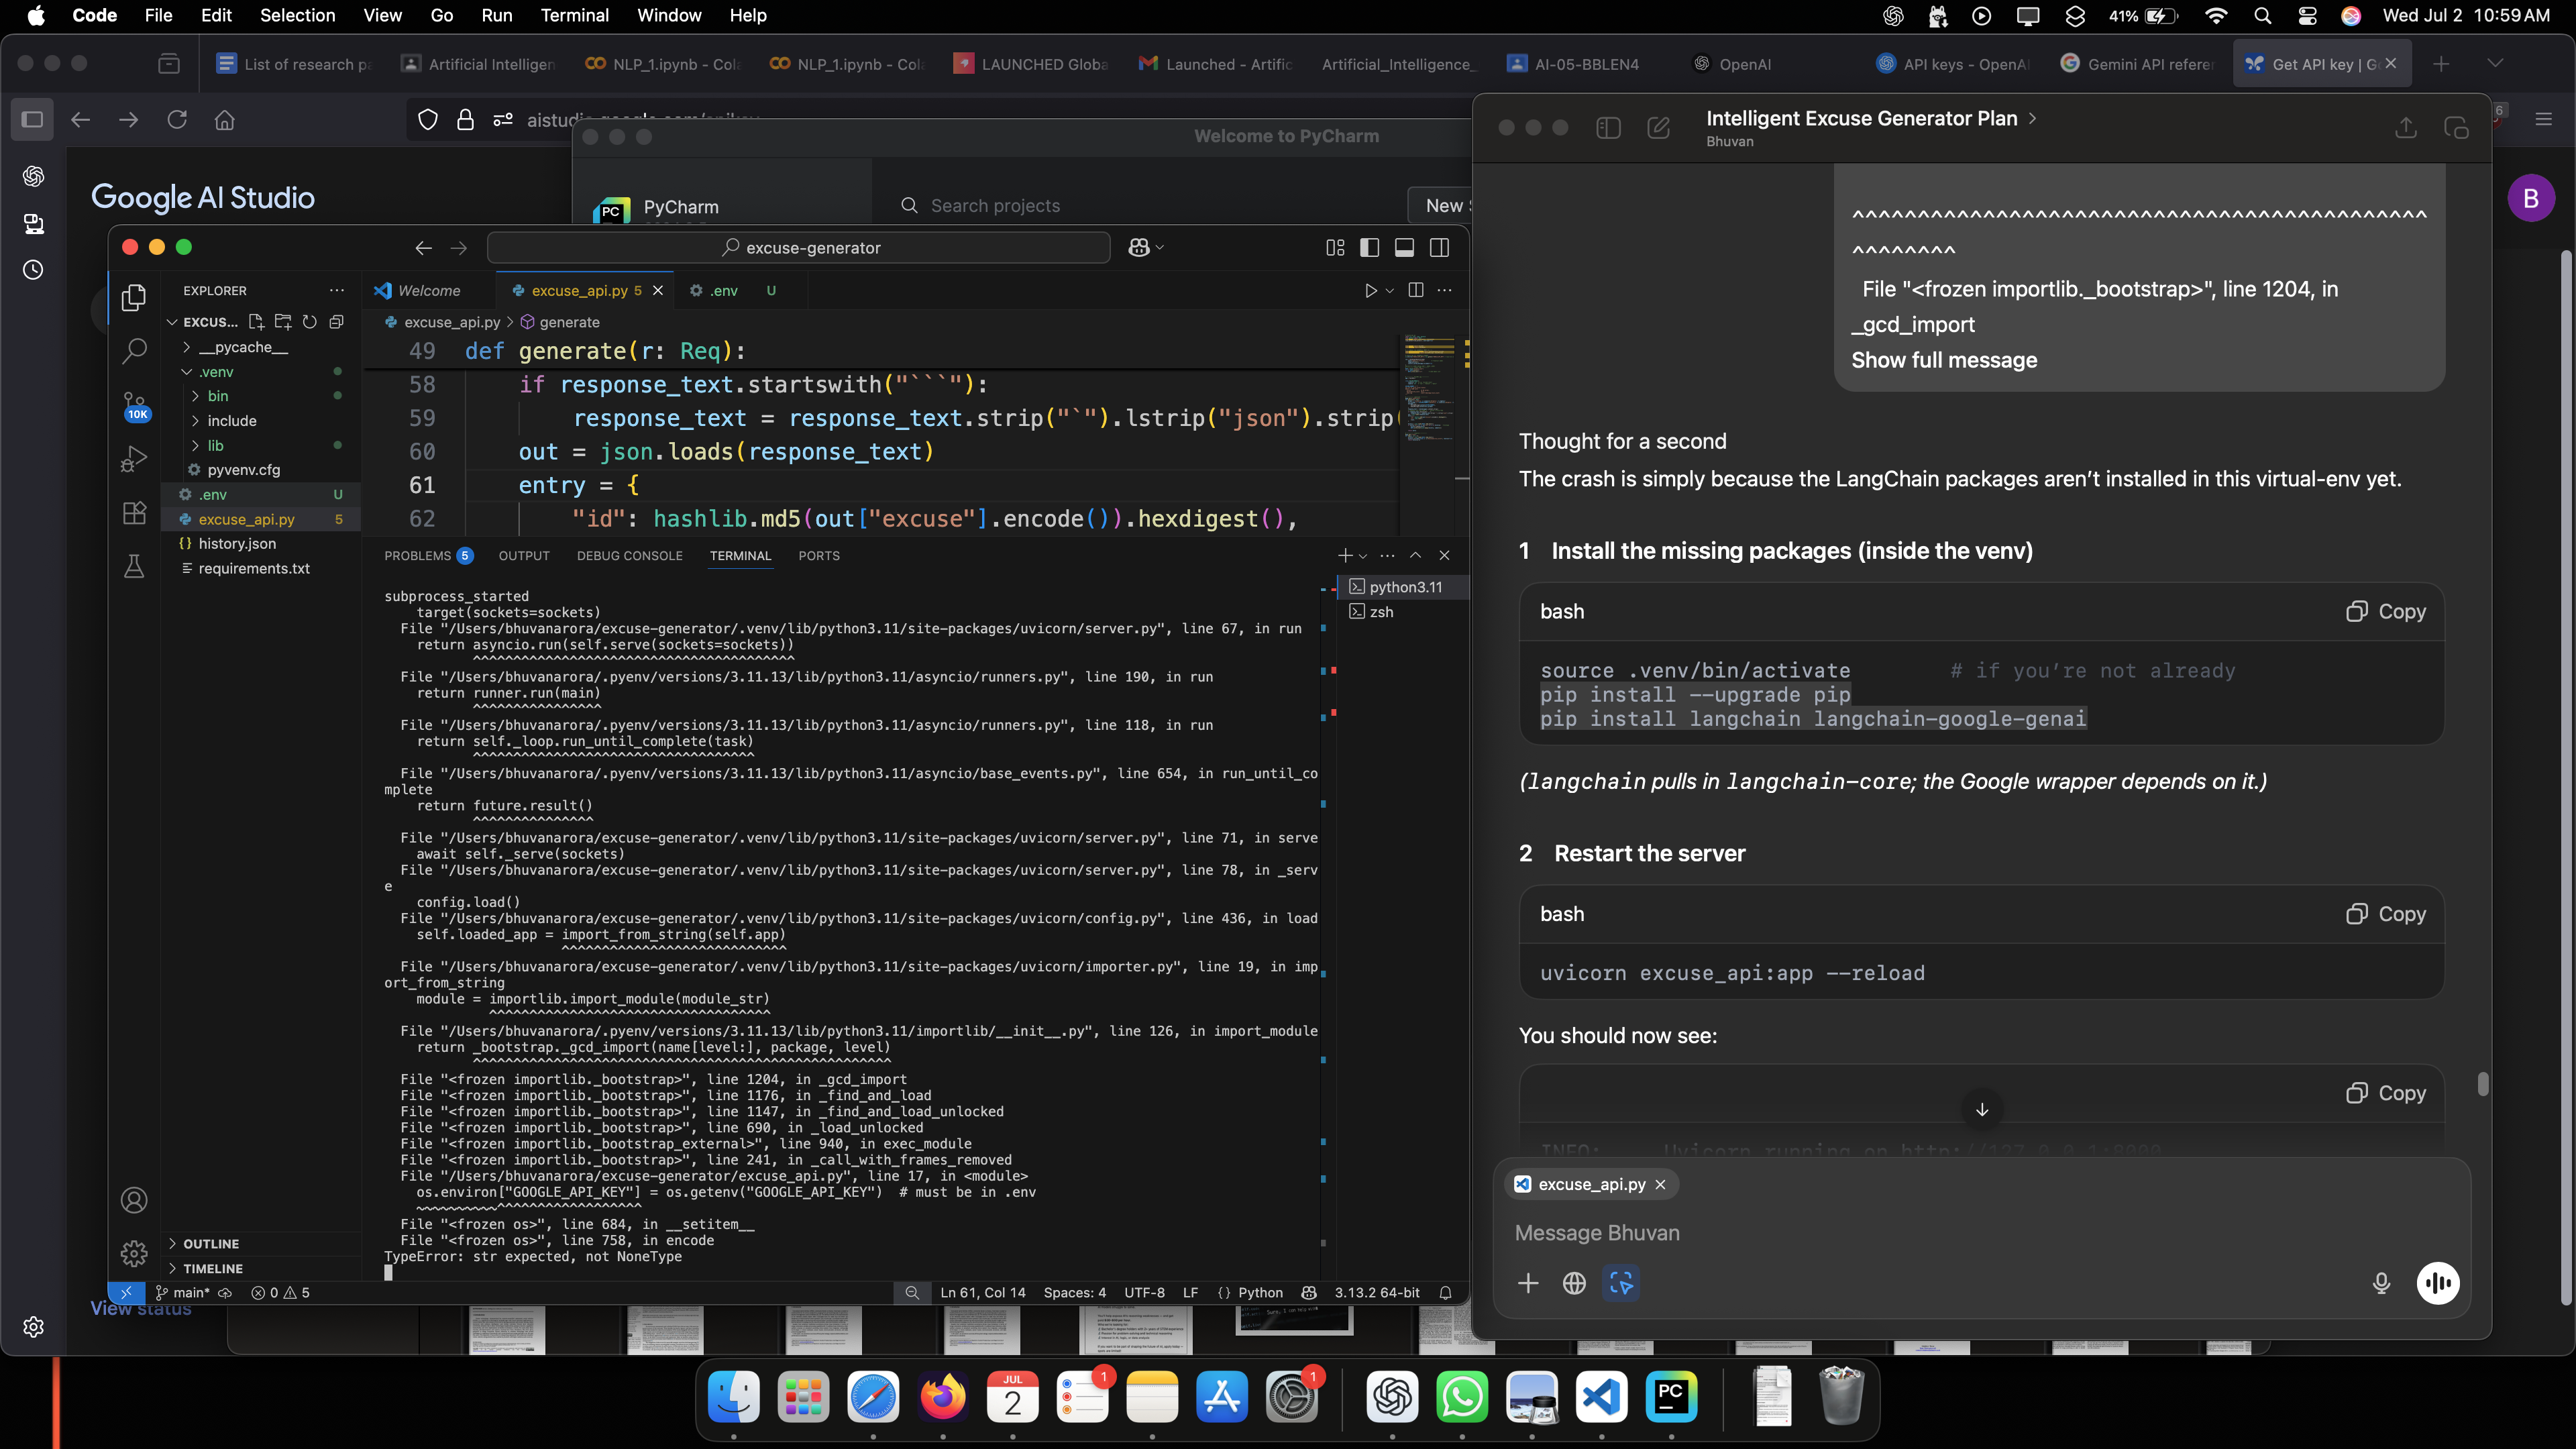 Code File Edit Selection View Go Run Terminal Window Help
41% Wed Jul 2 10:59 AM
List of research pa
Artificial Intelligen
NLP_1.ipynb - Col
NLP_1.ipynb - Col
LAUNCHED Globa
Launched - Artific
Artificial_Intelligence_
AI-05-BBLEN4
OpenAI
API keys - OpenAI
Gemini API referen
Get API key | G
6
Google AI Studio
B
View status
Welcome to PyCharm
PC PyCharm
Search projects
New
excuse-generator
EXPLORER
EXCUS...
__pycache__
.venv
bin
include
lib
pyvenv.cfg
.env U
excuse_api.py 5
history.json
requirements.txt
10K
OUTLINE
TIMELINE
Welcome
excuse_api.py 5
.env U
excuse_api.py > generate
49 def generate(r: Req):
58 if response_text.startswith("```"):
59 response_text = response_text.strip("`").lstrip("json").strip(
60 out = json.loads(response_text)
61 entry = {
62 "id": hashlib.md5(out["excuse"].encode()).hexdigest(),
PROBLEMS 5 OUTPUT DEBUG CONSOLE TERMINAL PORTS
python3.11
zsh
subprocess_started
target(sockets=sockets)
File "/Users/bhuvanarora/excuse-generator/.venv/lib/python3.11/site-packages/uvicorn/server.py", line 67, in run
return asyncio.run(self.serve(sockets=sockets))
^^^^^^^^^^^^^^^^^^^^^^^^^^^^^^^^^^^^^^^^
File "/Users/bhuvanarora/.pyenv/versions/3.11.13/lib/python3.11/asyncio/runners.py", line 190, in run
return runner.run(main)
^^^^^^^^^^^^^^^^
File "/Users/bhuvanarora/.pyenv/versions/3.11.13/lib/python3.11/asyncio/runners.py", line 118, in run
return self._loop.run_until_complete(task)
^^^^^^^^^^^^^^^^^^^^^^^^^^^^^^^^^^^
File "/Users/bhuvanarora/.pyenv/versions/3.11.13/lib/python3.11/asyncio/base_events.py", line 654, in run_until_co
mplete
return future.result()
^^^^^^^^^^^^^^^
File "/Users/bhuvanarora/excuse-generator/.venv/lib/python3.11/site-packages/uvicorn/server.py", line 71, in serve
await self._serve(sockets)
File "/Users/bhuvanarora/excuse-generator/.venv/lib/python3.11/site-packages/uvicorn/server.py", line 78, in _serv
e
config.load()
File "/Users/bhuvanarora/excuse-generator/.venv/lib/python3.11/site-packages/uvicorn/config.py", line 436, in load
self.loaded_app = import_from_string(self.app)
^^^^^^^^^^^^^^^^^^^^^^^^^^^^
File "/Users/bhuvanarora/excuse-generator/.venv/lib/python3.11/site-packages/uvicorn/importer.py", line 19, in imp
ort_from_string
module = importlib.import_module(module_str)
^^^^^^^^^^^^^^^^^^^^^^^^^^^^^^^^^^^
File "/Users/bhuvanarora/.pyenv/versions/3.11.13/lib/python3.11/importlib/__init__.py", line 126, in import_module
return _bootstrap._gcd_import(name[level:], package, level)
^^^^^^^^^^^^^^^^^^^^^^^^^^^^^^^^^^^^^^^^^^^^^^^^^^^^
File "<frozen importlib._bootstrap>", line 1204, in _gcd_import
File "<frozen importlib._bootstrap>", line 1176, in _find_and_load
File "<frozen importlib._bootstrap>", line 1147, in _find_and_load_unlocked
File "<frozen importlib._bootstrap>", line 690, in _load_unlocked
File "<frozen importlib._bootstrap_external>", line 940, in exec_module
File "<frozen importlib._bootstrap>", line 241, in _call_with_frames_removed
File "/Users/bhuvanarora/excuse-generator/excuse_api.py", line 17, in <module>
os.environ["GOOGLE_API_KEY"] = os.getenv("GOOGLE_API_KEY") # must be in .env
~~~~~~~~~~^^^^^^^^^^^^^^^^^^
File "<frozen os>", line 684, in __setitem__
File "<frozen os>", line 758, in encode
TypeError: str expected, not NoneType
main* 0 5
Ln 61, Col 14 Spaces: 4 UTF-8 LF {} Python 3.13.2 64-bit
Intelligent Excuse Generator Plan >
Bhuvan
^^^^^^^^^^^^^^^^^^^^^^^^^^^^^^^^^^^^^^^^^^^^
^^^^^^^^
File "<frozen importlib._bootstrap>", line 1204, in
_gcd_import
Show full message
Thought for a second
The crash is simply because the LangChain packages aren't installed in this virtual-env yet.
1 Install the missing packages (inside the venv)
bash Copy
source .venv/bin/activate # if you're not already
pip install --upgrade pip
pip install langchain langchain-google-genai
(langchain pulls in langchain-core; the Google wrapper depends on it.)
2 Restart the server
bash Copy
uvicorn excuse_api:app --reload
You should now see:
Copy
INFO: Uvicorn running on http://127.0.0.1:8000
excuse_api.py
Message Bhuvan
JUL
2
1
1
PC